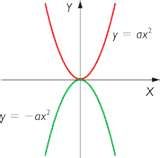 Y
y = ax²
X
y = −ax²